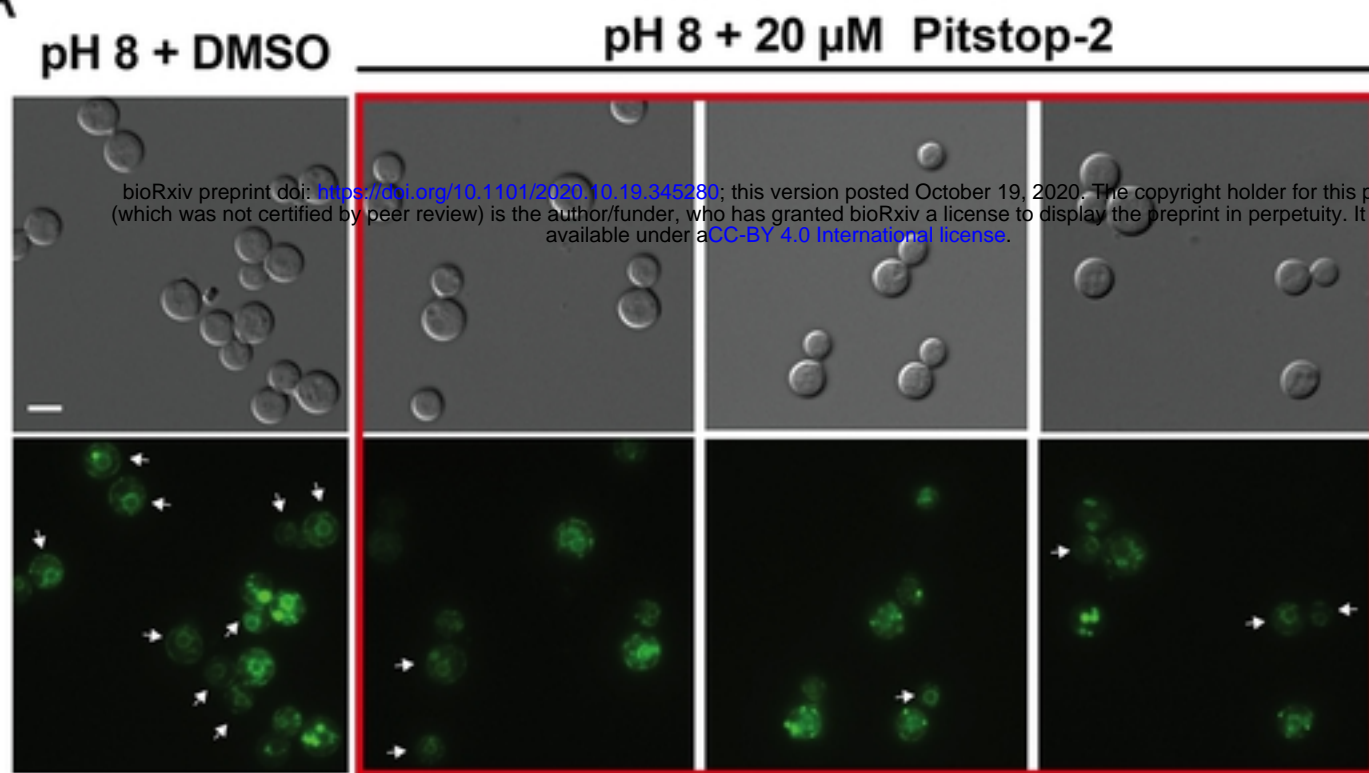 A
pH 8 + DMSO
pH 8 + 20 µM Pitstop-2
bioRxiv preprint doi: https://doi.org/10.1101/2020.10.19.345280; this version posted October 19, 2020. The copyright holder for this p
(which was not certified by peer review) is the author/funder, who has granted bioRxiv a license to display the preprint in perpetuity. It
available under aCC-BY 4.0 International license.